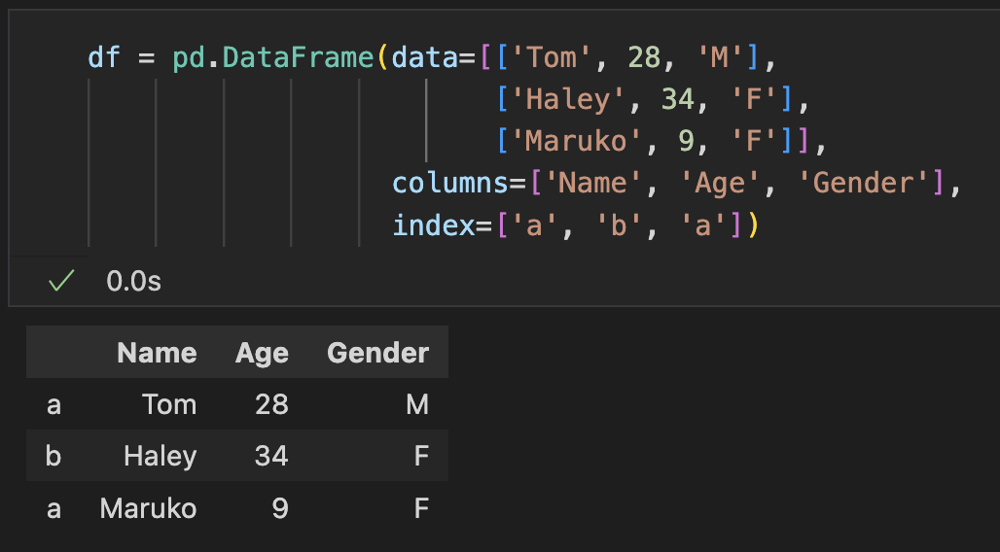 df = pd.DataFrame(data=[['Tom', 28, 'M'],
['Haley', 34, 'F'],
['Maruko', 9, 'F']],
columns=['Name', 'Age', 'Gender'],
index=['a', 'b', 'a'])
✓ 0.0s
Name Age Gender
a Tom 28 M
b Haley 34 F
a Maruko 9 F